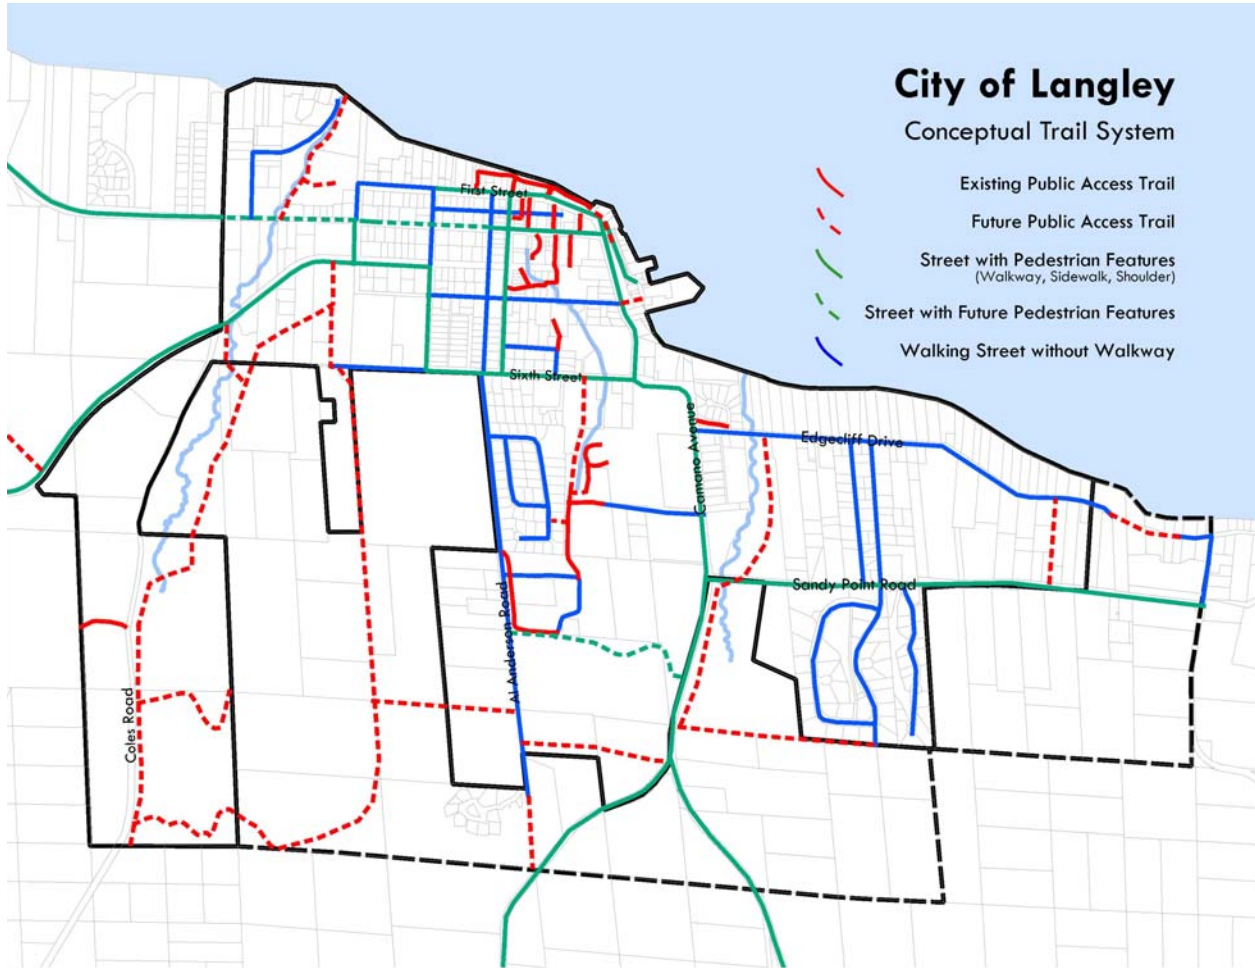 City of Langley
Conceptual Trail System
Existing Public Access Trail
Future Public Access Trail
Street with Pedestrian Features
(Walkway, Sidewalk, Shoulder)
Street with Future Pedestrian Features
Walking Street without Walkway
First Street
Sixth Street
Camano Avenue
Edgecliff Drive
Sandy Point Road
Al Anderson Road
Coles Road